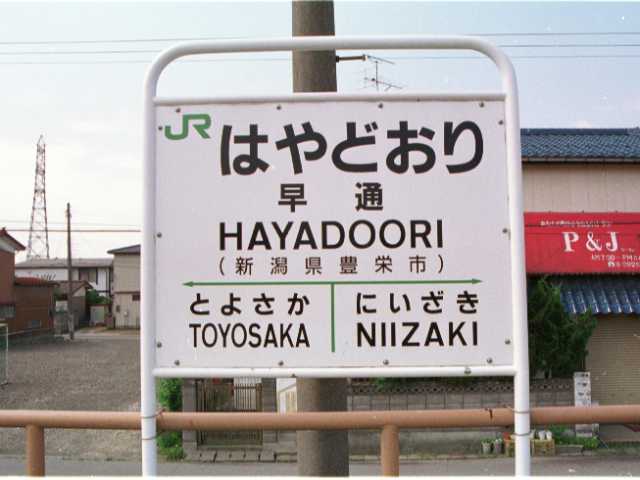 JR はやどおり
早通
HAYADOORI
(新潟県豊栄市)
とよさか にいざき
TOYOSAKA NIIZAKI
P & J